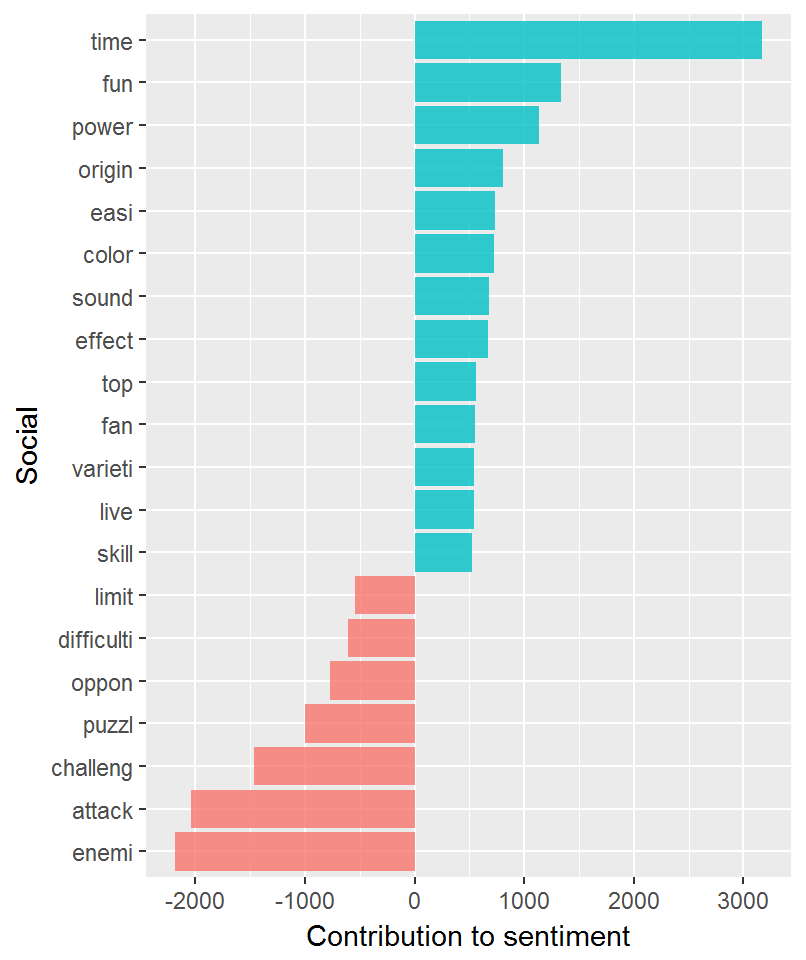 time
fun
power
origin
easi
color
sound
effect
top
fan
varieti
live
skill
limit
difficulti
oppon
puzzl
challeng
attack
enemi
Social
-2000 -1000 0 1000 2000 3000
Contribution to sentiment